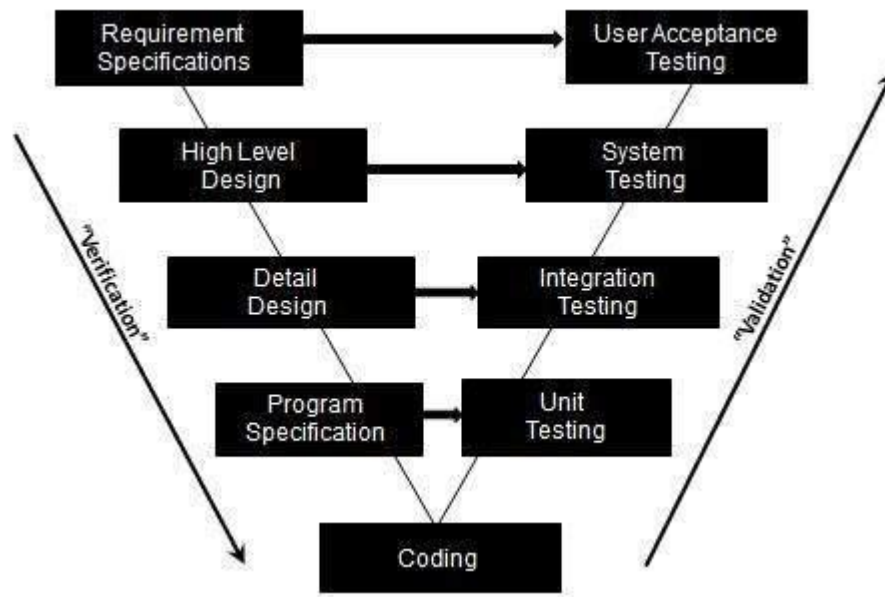 Requirement
Specifications
User Acceptance
Testing
High Level
Design
System
Testing
"Verification"
Detail
Design
Integration
Testing
"Validation"
Program
Specification
Unit
Testing
Coding